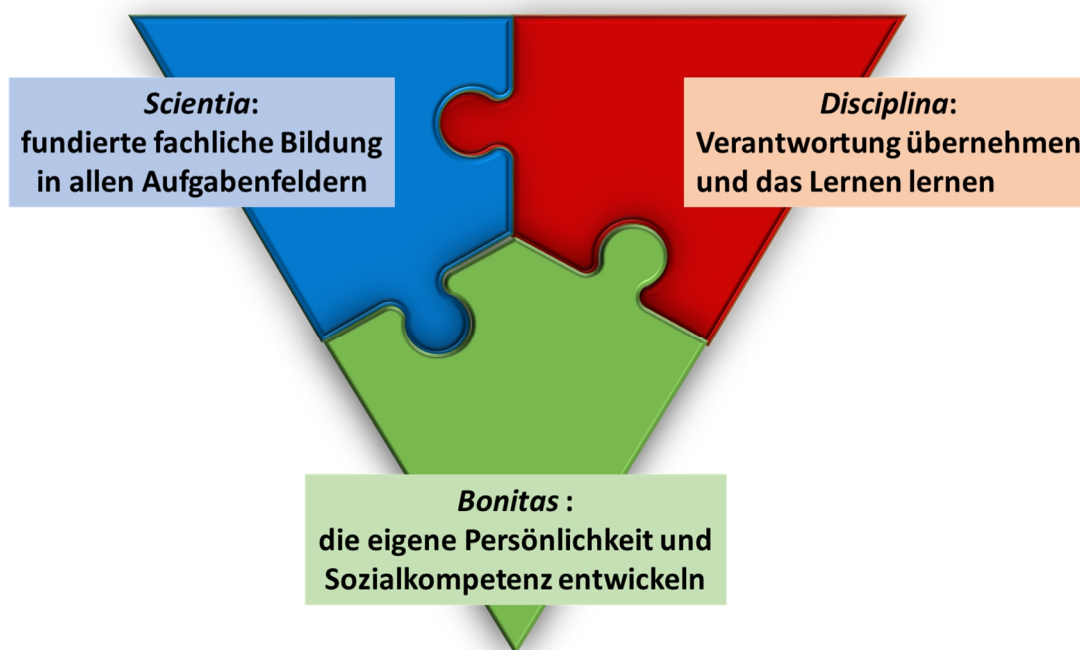 Scientia:
fundierte fachliche Bildung
in allen Aufgabenfeldern
Disciplina:
Verantwortung übernehmen
und das Lernen lernen
Bonitas :
die eigene Persönlichkeit und
Sozialkompetenz entwickeln